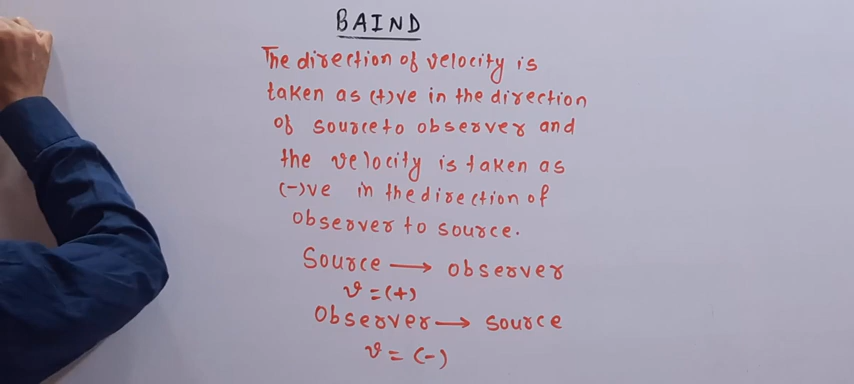 BAIND
The direction of velocity is
taken as (+)ve in the direction
of source to observer and
the velocity is taken as
(-)ve in the direction of
observer to source.
Source → observer
v = (+)
Observer → source
v = (-)